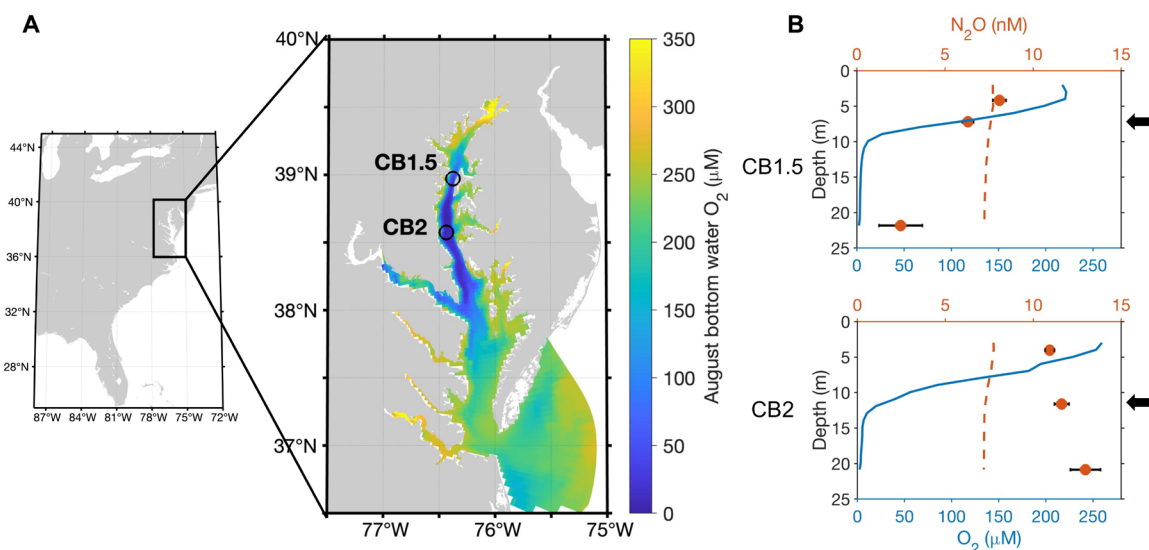 A
44°N
40°N
36°N
32°N
28°N
87°W 84°W 81°W 78°W 75°W 72°W
40°N
39°N
38°N
37°N
77°W 76°W 75°W
CB1.5
CB2
350
300
250
200
150
100
50
0
August bottom water O2 (μM)
B
N2O (nM)
0 5 10 15
0
5
10
15
20
25
Depth (m)
CB1.5
0 50 100 150 200 250
0 5 10 15
0
5
10
15
20
25
Depth (m)
CB2
0 50 100 150 200 250
O2 (μM)